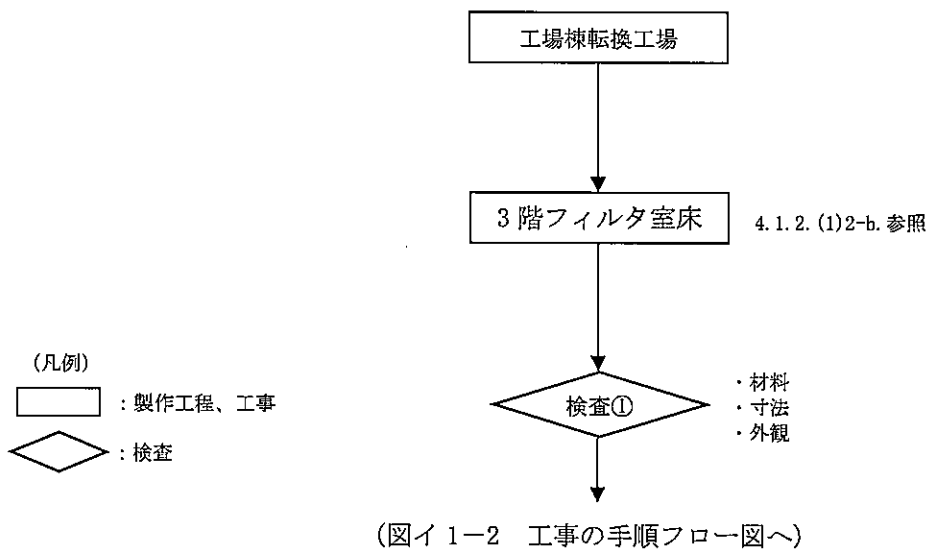 工場棟転換工場
3階フィルタ室床
4.1.2.(1)2-b.参照
検査①
・材料
・寸法
・外観
(凡例)
：製作工程、工事
：検査
(図イ1－2　工事の手順フロー図へ)